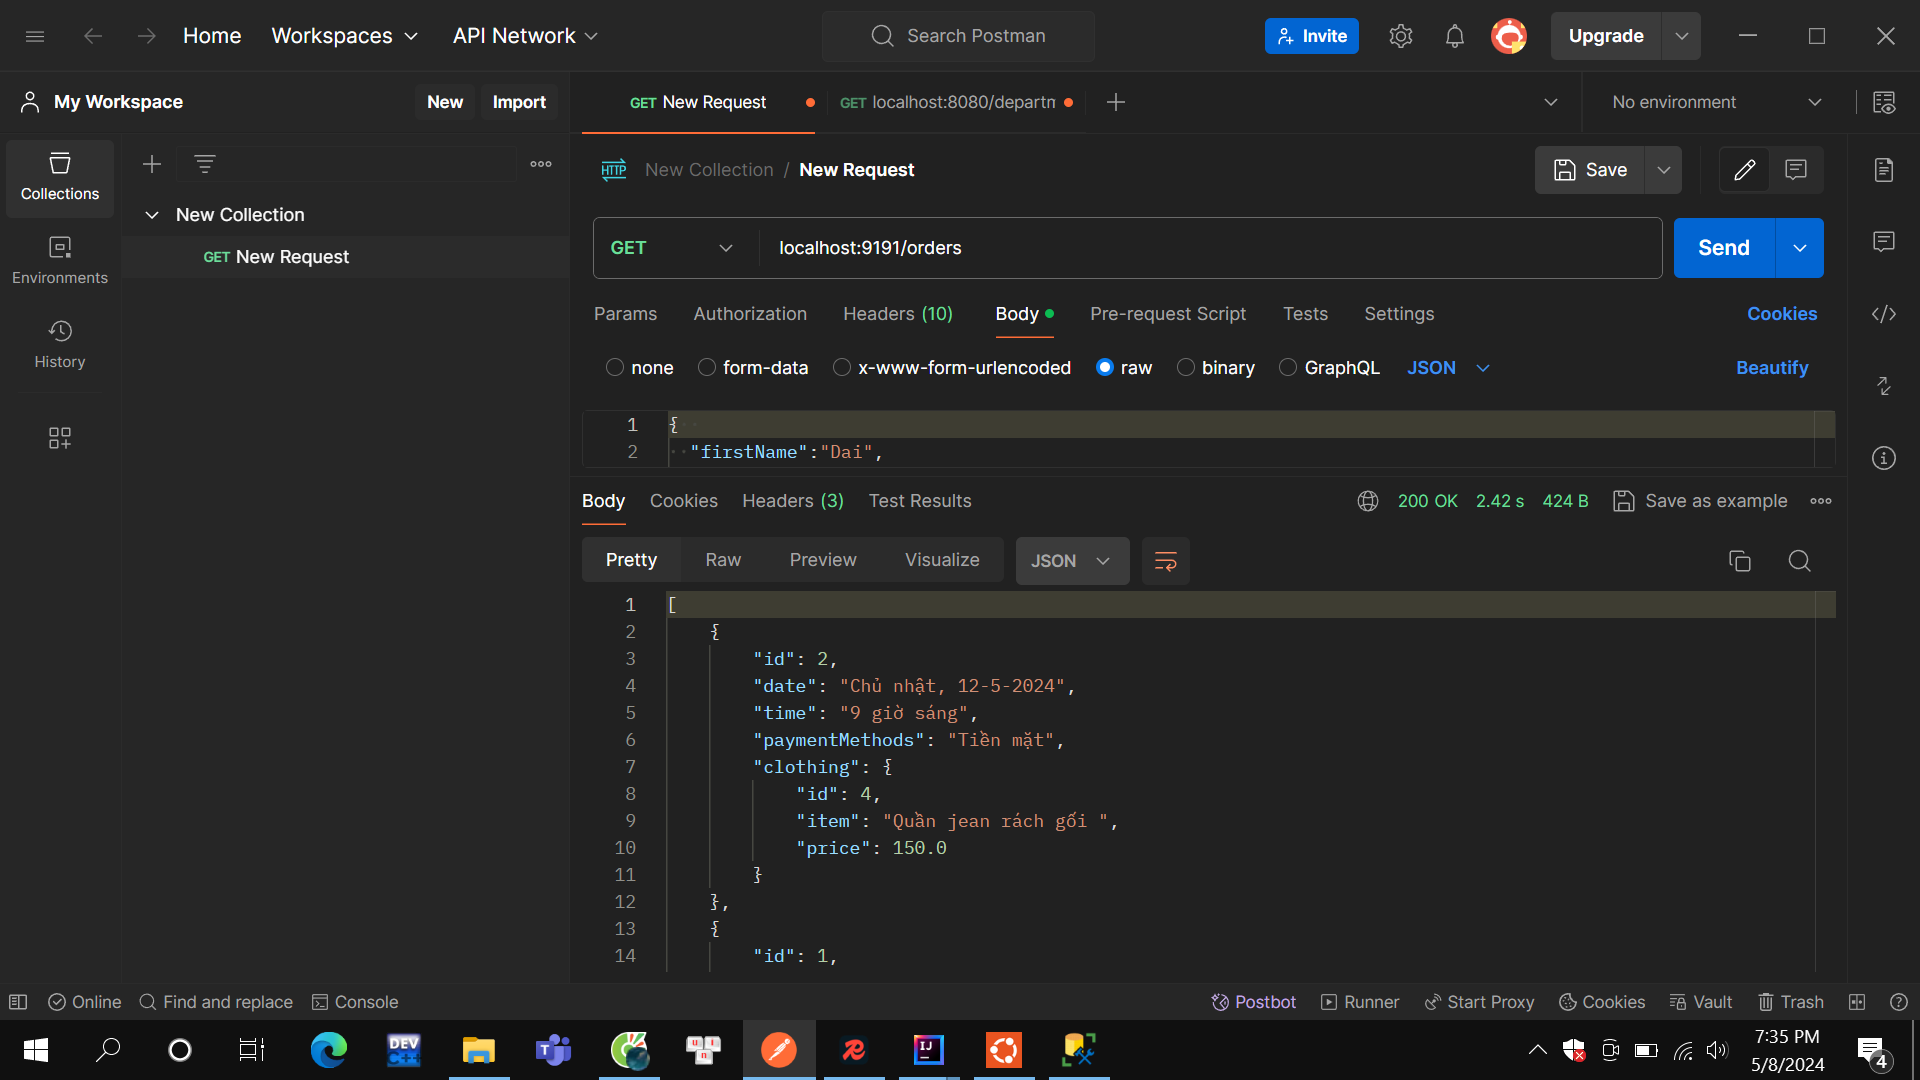 Home Workspaces API Network Search Postman Invite Upgrade
My Workspace New Import GET New Request GET localhost:8080/departm No environment
Collections
Environments
History
New Collection
GET New Request
HTTP New Collection / New Request Save
GET localhost:9191/orders Send
Params Authorization Headers (10) Body Pre-request Script Tests Settings Cookies
none form-data x-www-form-urlencoded raw binary GraphQL JSON Beautify
1 {
2 "firstName":"Dai",
Body Cookies Headers (3) Test Results 200 OK 2.42 s 424 B Save as example
Pretty Raw Preview Visualize JSON
1 [
2 {
3 "id": 2,
4 "date": "Chủ nhật, 12-5-2024",
5 "time": "9 giờ sáng",
6 "paymentMethods": "Tiền mặt",
7 "clothing": {
8 "id": 4,
9 "item": "Quần jean rách gối ",
10 "price": 150.0
11 }
12 },
13 {
14 "id": 1,
Online Find and replace Console Postbot Runner Start Proxy Cookies Vault Trash
DEV C++ T U I n IJ 7:35 PM
5/8/2024 4